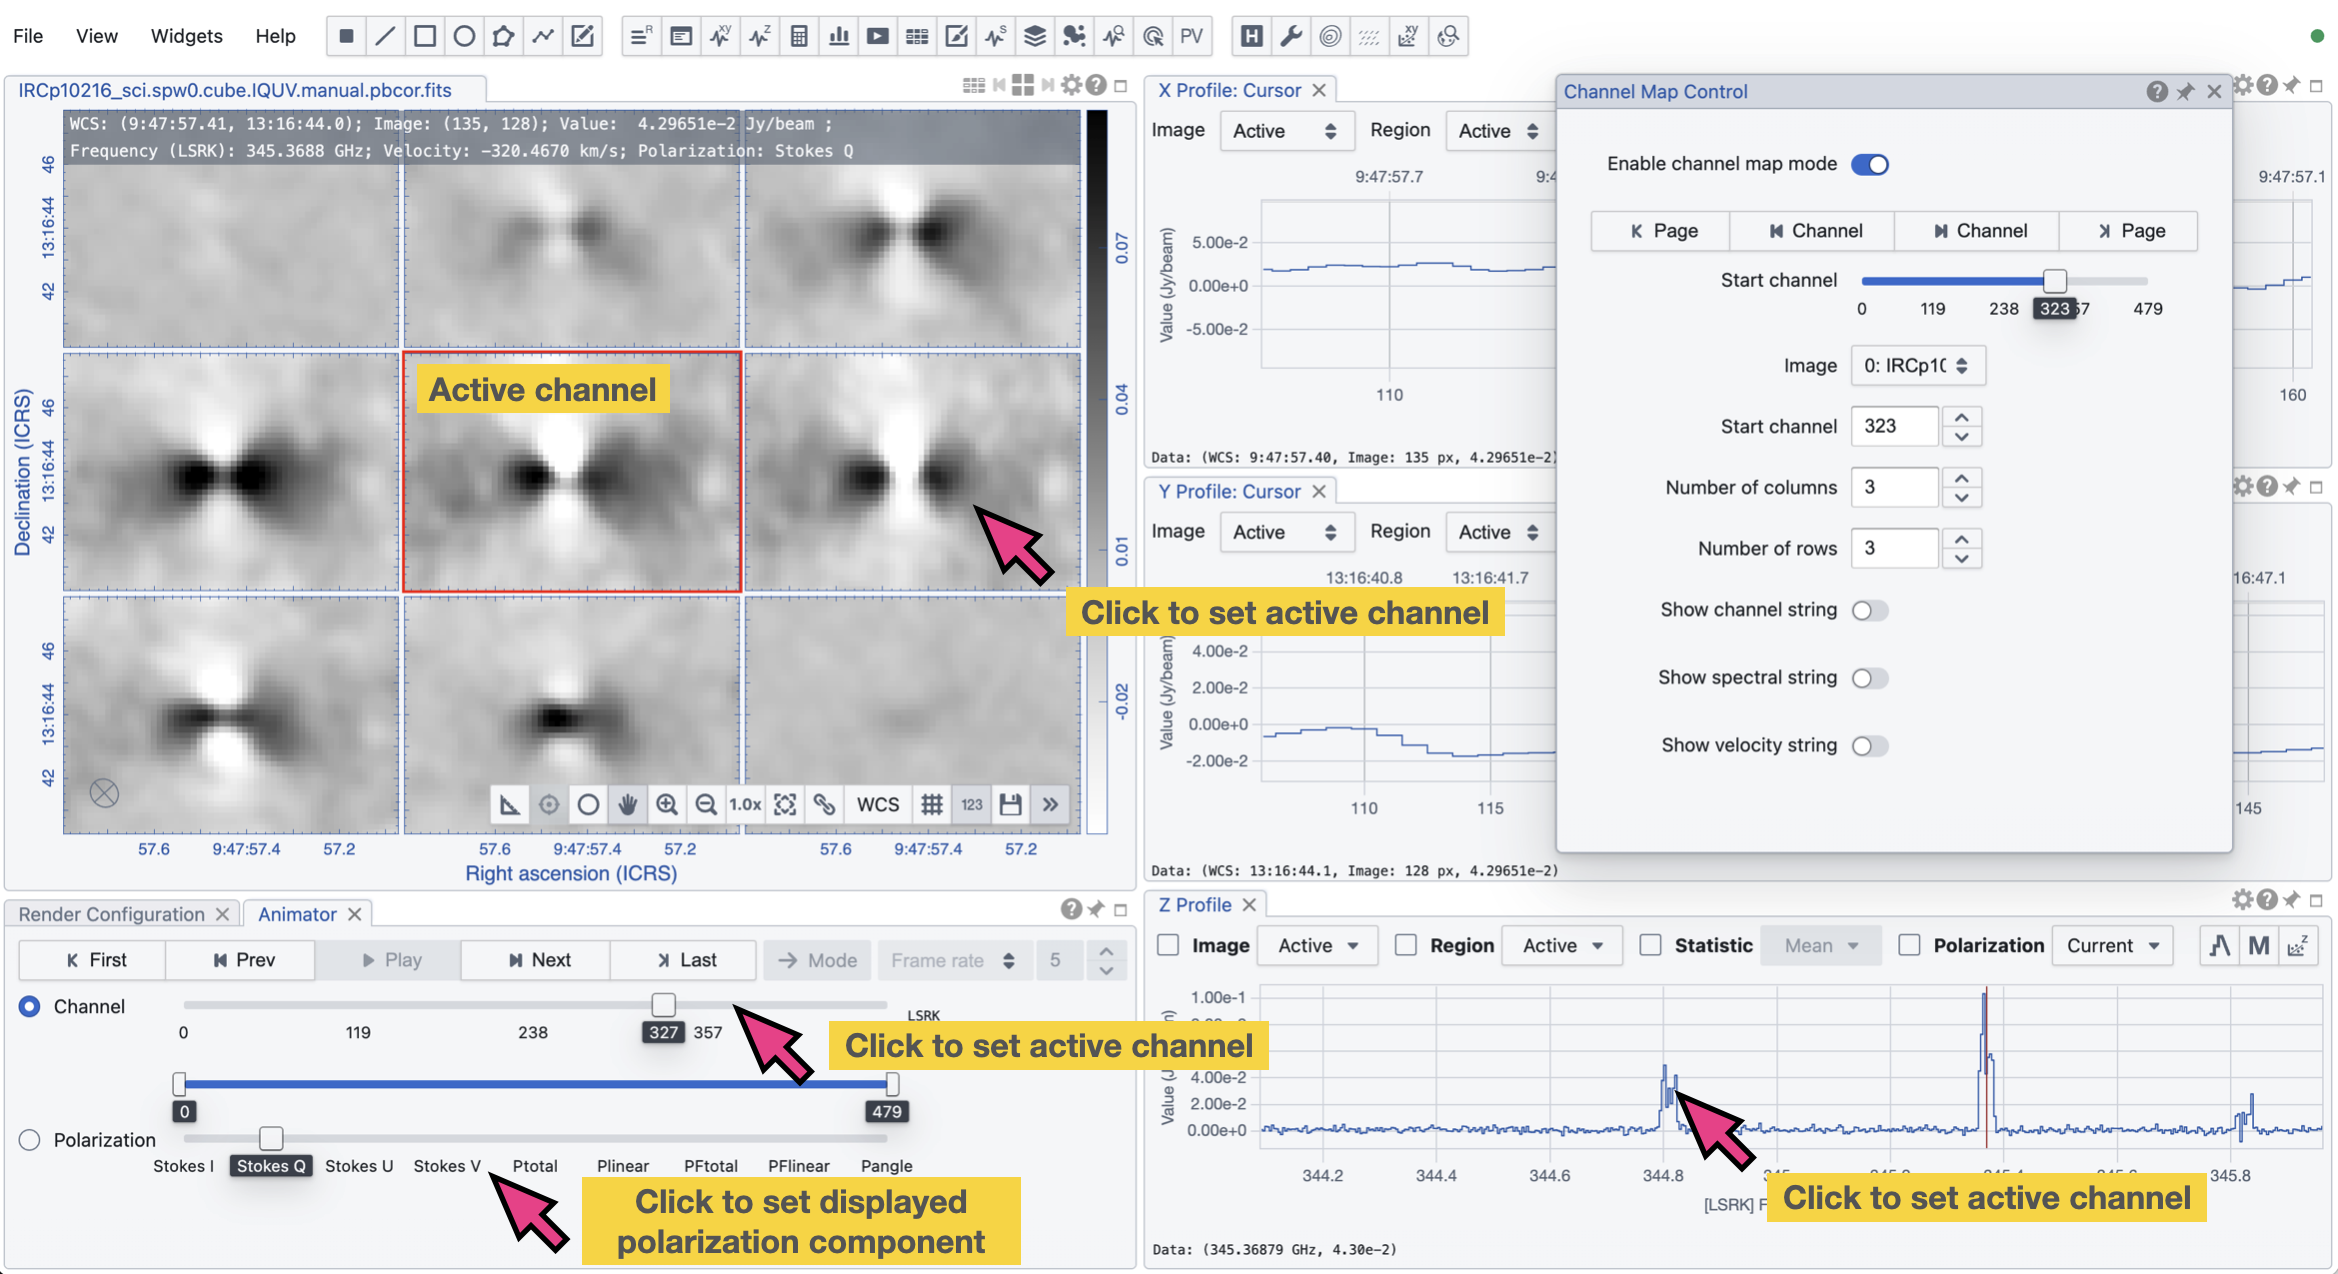 File View Widgets Help
R XY Z S PV H XY
IRCp10216_sci.spw0.cube.IQUV.manual.pbcor.fits
WCS: (9:47:57.41, 13:16:44.0); Image: (135, 128); Value: 4.29651e-2 Jy/beam ;
Frequency (LSRK): 345.3688 GHz; Velocity: -320.4670 km/s; Polarization: Stokes Q
Declination (ICRS)
46
13:16:44
42
46
13:16:44
42
46
13:16:44
42
Active channel
0.07
0.04
0.01
-0.02
Click to set active channel
1.0x WCS 123
57.6 9:47:57.4 57.2 57.6 9:47:57.4 57.2 57.6 9:47:57.4 57.2
Right ascension (ICRS)
X Profile: Cursor
Image Active Region Active
9:47:57.7 9:4 9:47:57.1
Value (Jy/beam)
5.00e-2
0.00e+0
-5.00e-2
110 160
Data: (WCS: 9:47:57.40, Image: 135 px, 4.29651e-2)
Y Profile: Cursor
Image Active Region Active
13:16:40.8 13:16:41.7 16:47.1
Value (Jy/beam)
4.00e-2
2.00e-2
0.00e+0
-2.00e-2
110 115 145
Data: (WCS: 13:16:44.1, Image: 128 px, 4.29651e-2)
Channel Map Control
Enable channel map mode
Page Channel Channel Page
Start channel
0 119 238 323 57 479
Image 0: IRCp10
Start channel 323
Number of columns 3
Number of rows 3
Show channel string
Show spectral string
Show velocity string
Render Configuration Animator
First Prev Play Next Last Mode Frame rate 5
Channel
0 119 238 327 357
LSRK
Click to set active channel
0 479
Polarization
Stokes I Stokes Q Stokes U Stokes V Ptotal Plinear PFtotal PFlinear Pangle
Click to set displayed
polarization component
Z Profile
Image Active Region Active Statistic Mean Polarization Current M Z
1.00e-1
4.00e-2
2.00e-2
0.00e+0
344.2 344.4 344.6 344.8 345.8
[LSRK] F
Click to set active channel
Data: (345.36879 GHz, 4.30e-2)